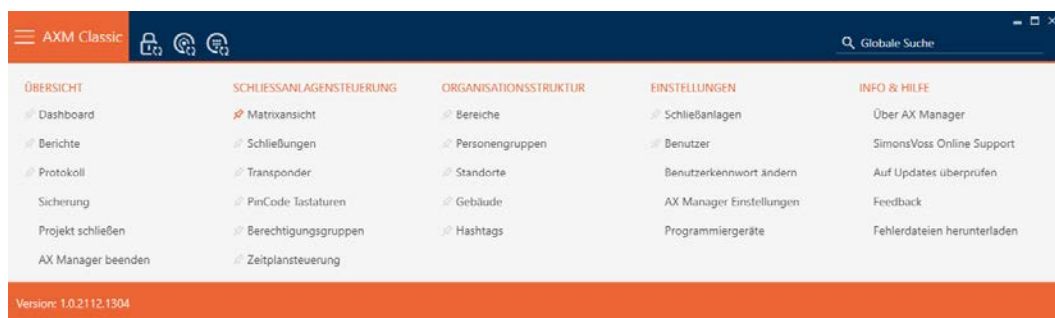 AXM Classic
Globale Suche
ÜBERSICHT
Dashboard
Berichte
Protokoll
Sicherung
Projekt schließen
AX Manager beenden
SCHLIESSANLAGENSTEUERUNG
Matrixansicht
Schließungen
Transponder
PinCode Tastaturen
Berechtigungsgruppen
Zeitplansteuerung
ORGANISATIONSSTRUKTUR
Bereiche
Personengruppen
Standorte
Gebäude
Hashtags
EINSTELLUNGEN
Schließanlagen
Benutzer
Benutzerkennwort ändern
AX Manager Einstellungen
Programmiergeräte
INFO & HILFE
Über AX Manager
SimonsVoss Online Support
Auf Updates überprüfen
Feedback
Fehlerdateien herunterladen
Version: 1.0.2112.1304